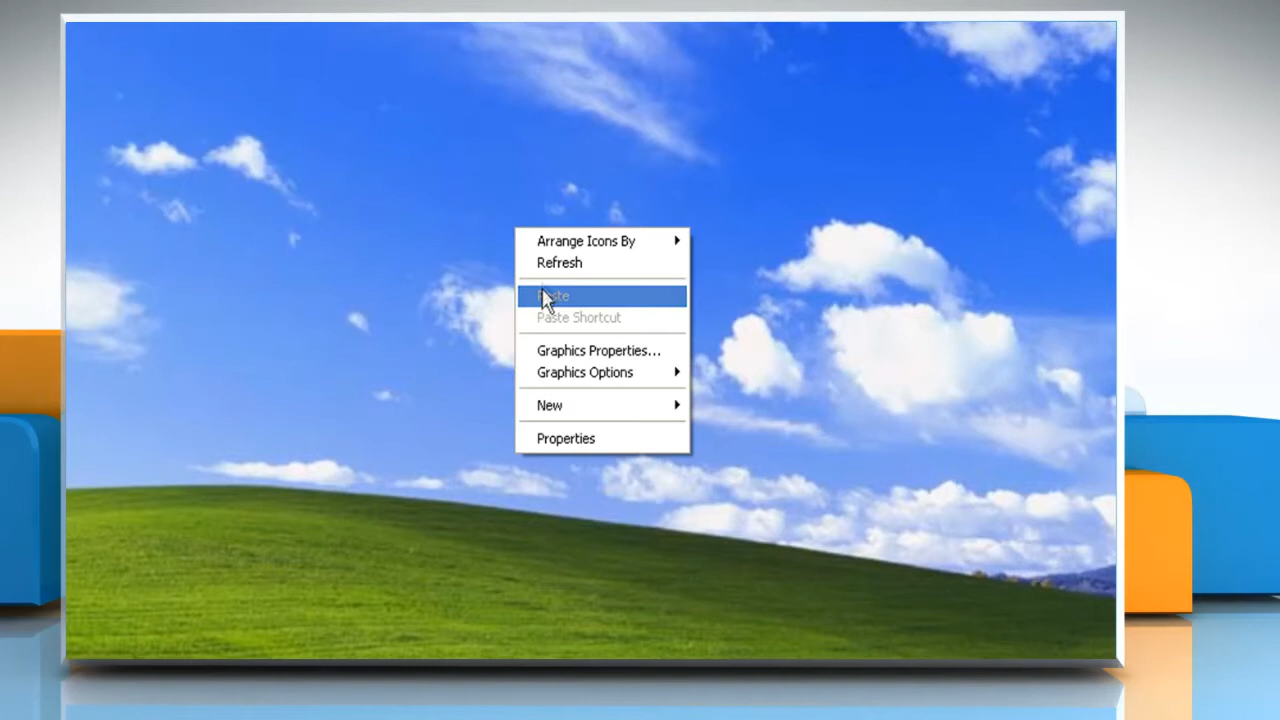 Arrange Icons By
Refresh
Paste Shortcut
Graphics Properties...
Graphics Options
New
Properties